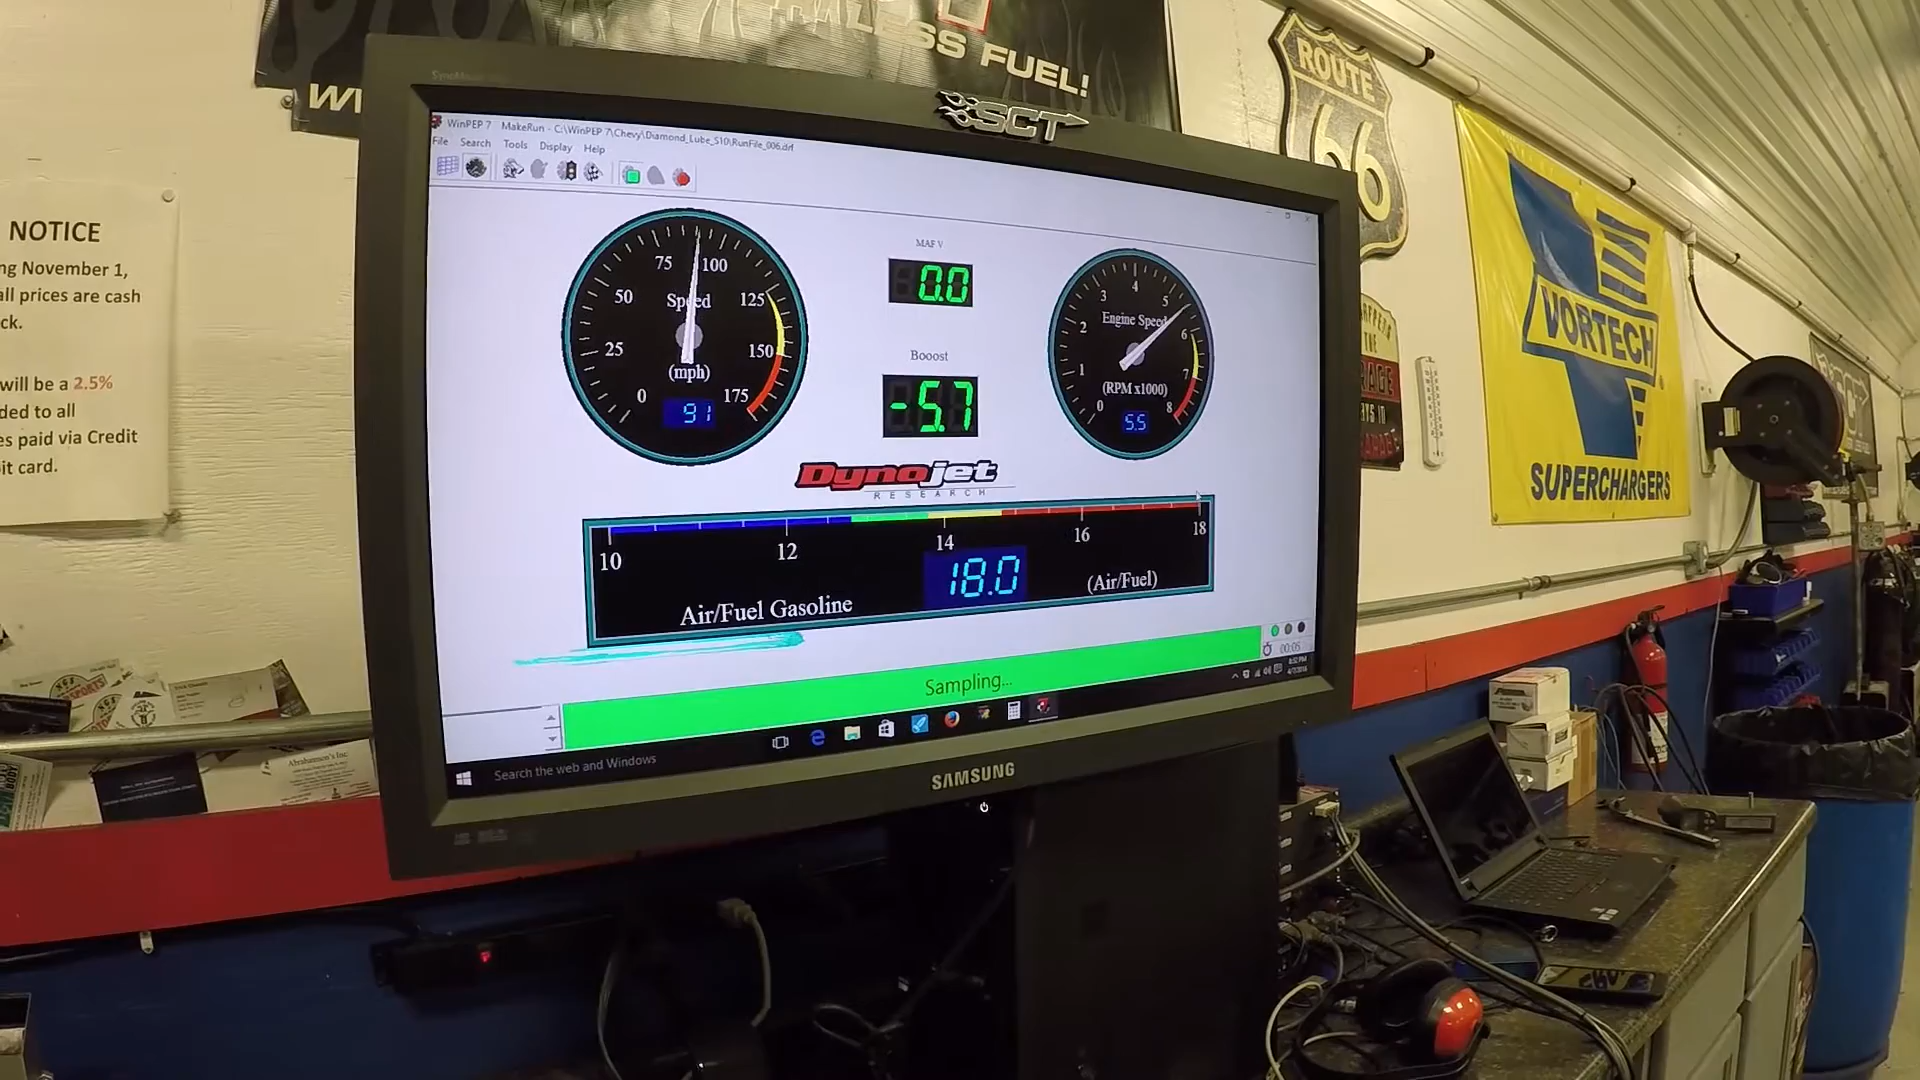 LESS FUEL!
SCT
ROUTE
66
WinPEP 7 MakeRun - C:\WinPEP 7\Chevy\Diamond_Lube_S10\RunFile_006.drf
File Search Tools Display Help
NOTICE
ng November 1,
all prices are cash
ck.
will be a 2.5%
ded to all
es paid via Credit
it card.
0 25 50 75 100 125 150 175
Speed
(mph)
91
MAF V
0.0
Booost
-5.7
0 1 2 3 4 5 6 7 8
Engine Speed
(RPM x1000)
5.5
Dynojet
RESEARCH
10 12 14 16 18
18.0
Air/Fuel Gasoline
(Air/Fuel)
Sampling...
00:05
Search the web and Windows
SAMSUNG
VORTECH
SUPERCHARGERS
Abrahamson's Inc.